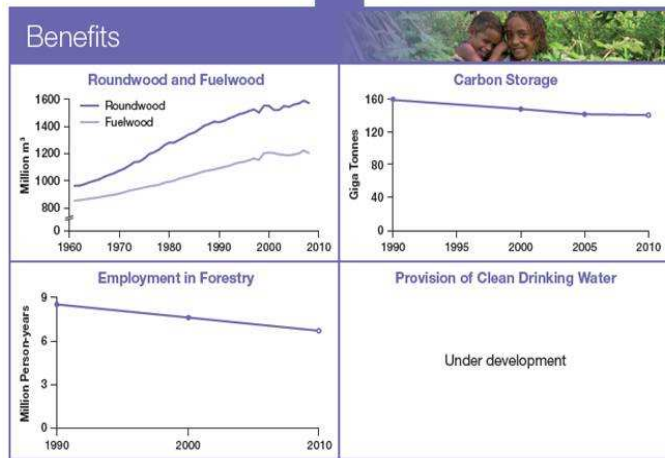 Benefits
Roundwood and Fuelwood
Million m³
1600
1400
1200
1000
800
0
Roundwood
Fuelwood
1960
1970
1980
1990
2000
2010
Carbon Storage
Giga Tonnes
160
120
80
40
0
1990
1995
2000
2005
2010
Employment in Forestry
Million Person-years
9
6
3
0
1990
2000
2010
Provision of Clean Drinking Water
Under development